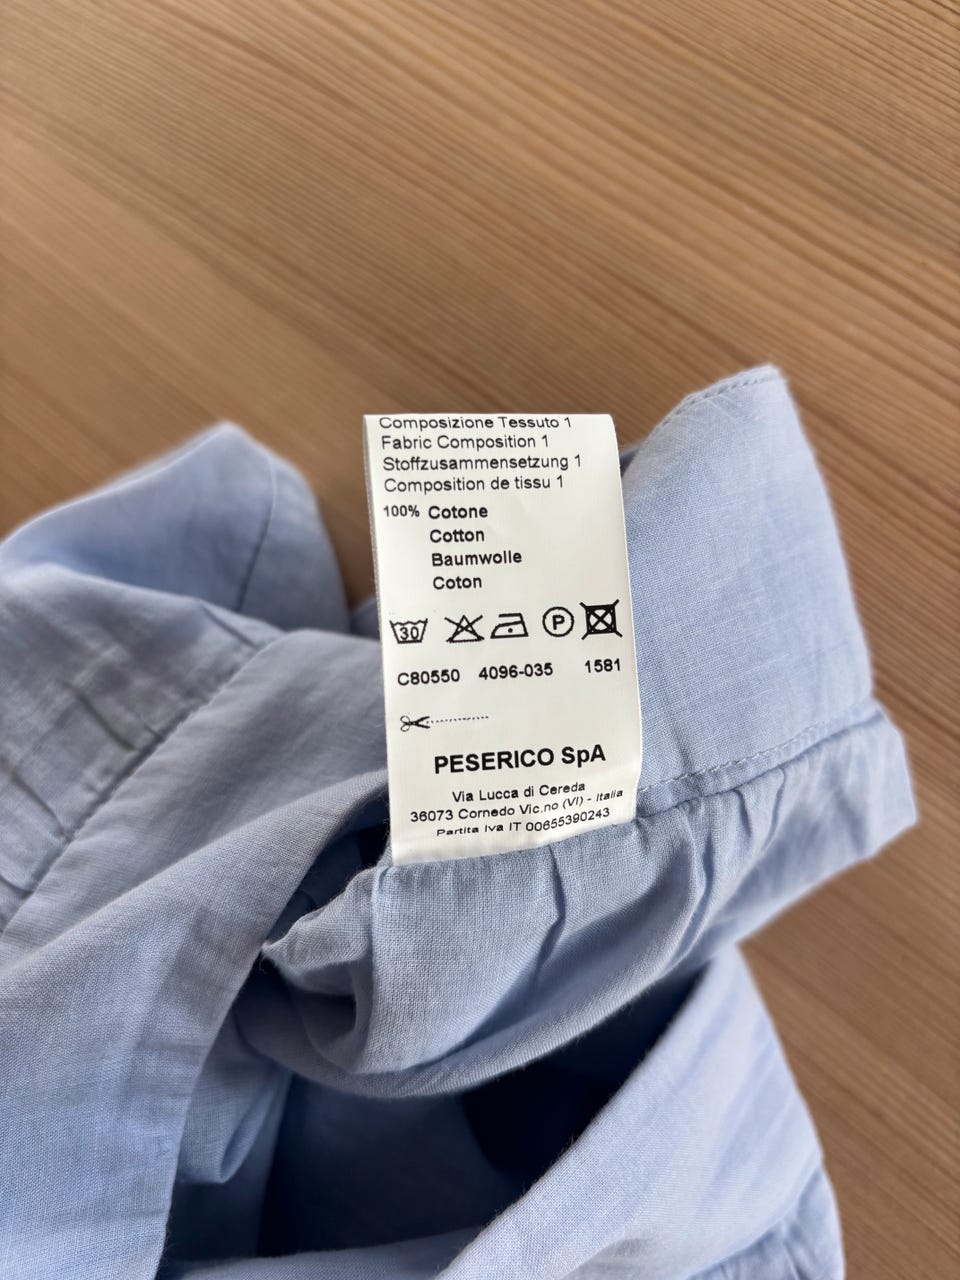 Composizione Tessuto 1
Fabric Composition 1
Stoffzusammensetzung 1
Composition de tissu 1
100% Cotone
Cotton
Baumwolle
Coton
30 P
C80550 4096-035 1581
PESERICO SpA
Via Lucca di Cereda
36073 Cornedo Vic.no (VI) - Italia
Partita Iva IT 00655390243